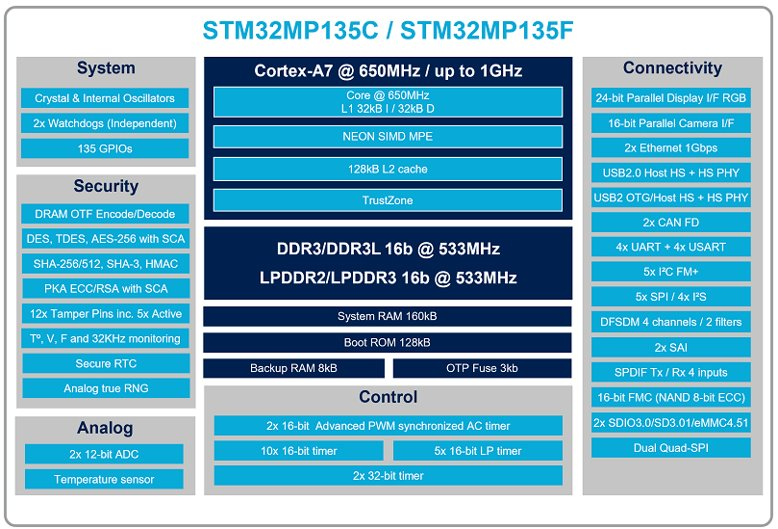 STM32MP135C / STM32MP135F
System
Crystal & Internal Oscillators
2x Watchdogs (Independent)
135 GPIOs
Security
DRAM OTF Encode/Decode
DES, TDES, AES-256 with SCA
SHA-256/512, SHA-3, HMAC
PKA ECC/RSA with SCA
12x Tamper Pins inc. 5x Active
Tº, V, F and 32KHz monitoring
Secure RTC
Analog true RNG
Analog
2x 12-bit ADC
Temperature sensor
Cortex-A7 @ 650MHz / up to 1GHz
Core @ 650MHz
L1 32kB I / 32kB D
NEON SIMD MPE
128kB L2 cache
TrustZone
DDR3/DDR3L 16b @ 533MHz
LPDDR2/LPDDR3 16b @ 533MHz
System RAM 160kB
Boot ROM 128kB
Backup RAM 8kB
OTP Fuse 3kb
Control
2x 16-bit Advanced PWM synchronized AC timer
10x 16-bit timer
5x 16-bit LP timer
2x 32-bit timer
Connectivity
24-bit Parallel Display I/F RGB
16-bit Parallel Camera I/F
2x Ethernet 1Gbps
USB2.0 Host HS + HS PHY
USB2 OTG/Host HS + HS PHY
2x CAN FD
4x UART + 4x USART
5x I²C FM+
5x SPI / 4x I²S
DFSDM 4 channels / 2 filters
2x SAI
SPDIF Tx / Rx 4 inputs
16-bit FMC (NAND 8-bit ECC)
2x SDIO3.0/SD3.01/eMMC4.51
Dual Quad-SPI